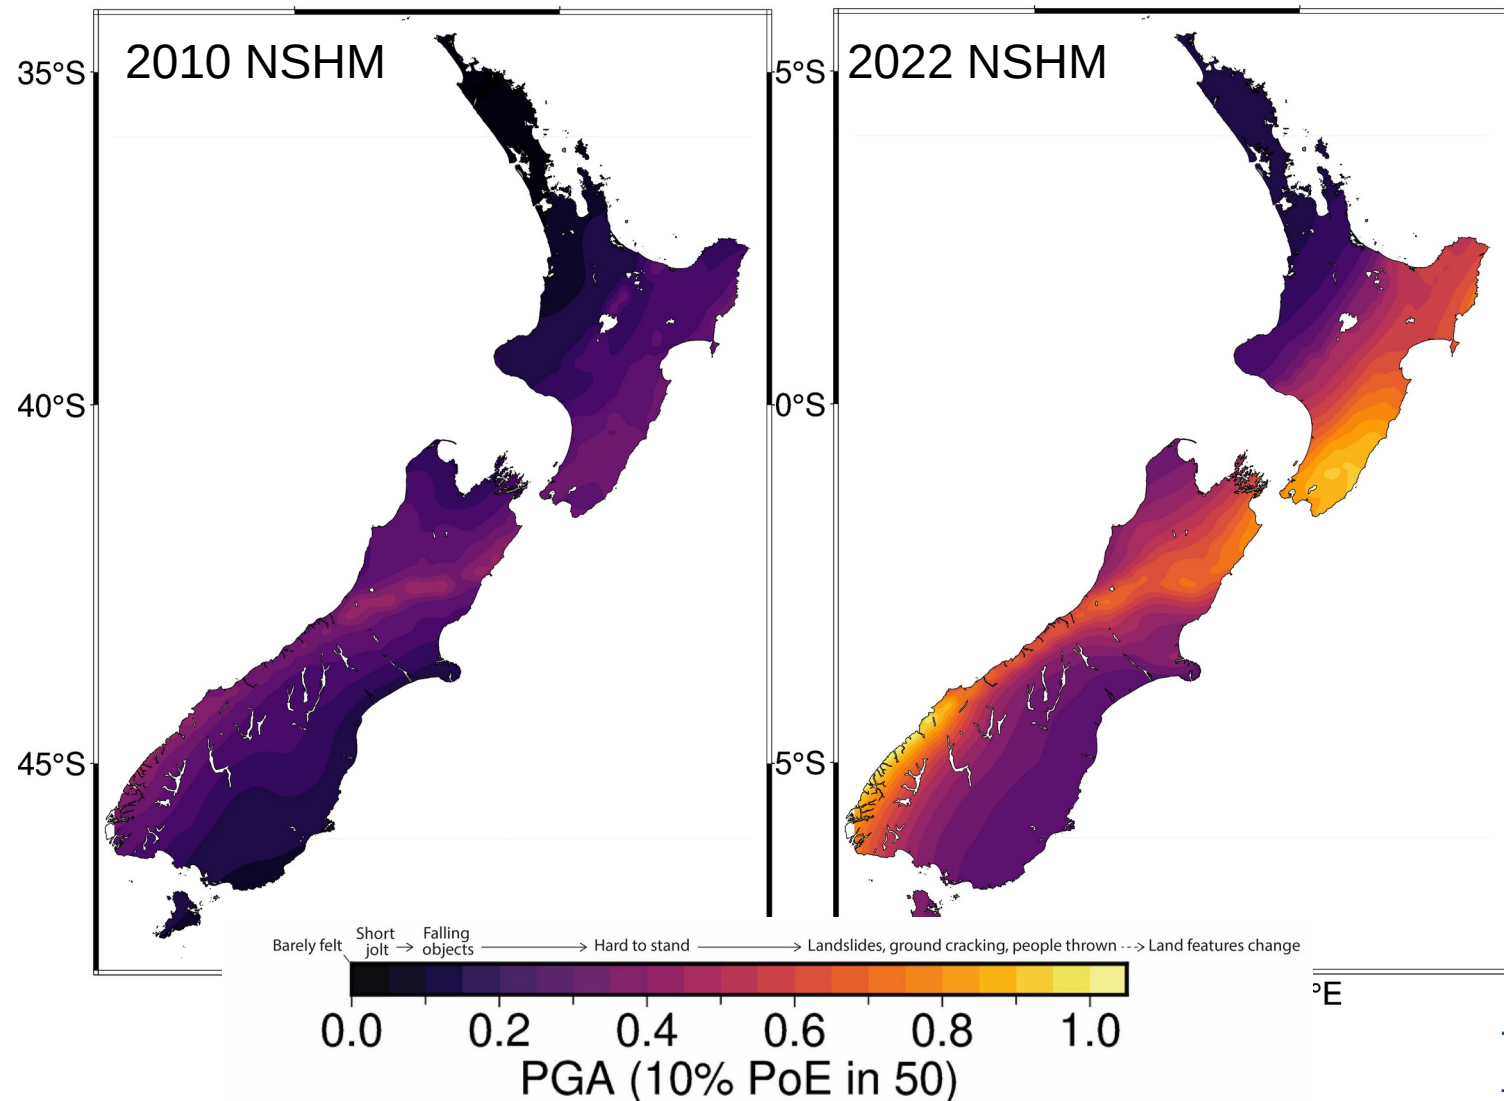 2010 NSHM
2022 NSHM
35°S
5°S
40°S
0°S
45°S
5°S
°E
Barely felt
Short jolt
Falling objects
Hard to stand
Landslides, ground cracking, people thrown
Land features change
0.0 0.2 0.4 0.6 0.8 1.0
PGA (10% PoE in 50)